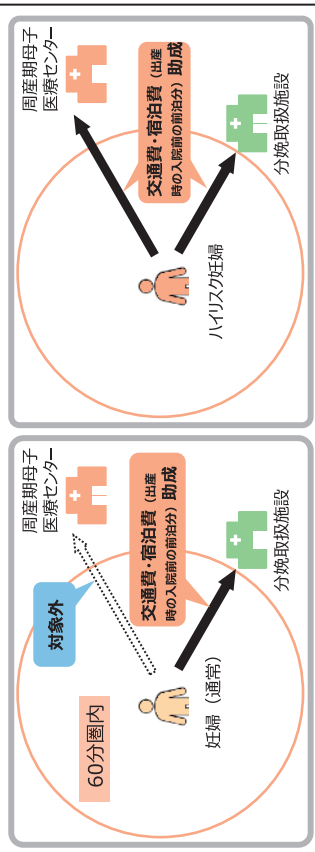 60分圏内
対象外
周産期母子
医療センター
交通費・宿泊費（出産
時の入院前の前泊分）助成
妊婦（通常）
分娩取扱施設
周産期母子
医療センター
交通費・宿泊費（出産
時の入院前の前泊分）助成
ハイリスク妊婦
分娩取扱施設